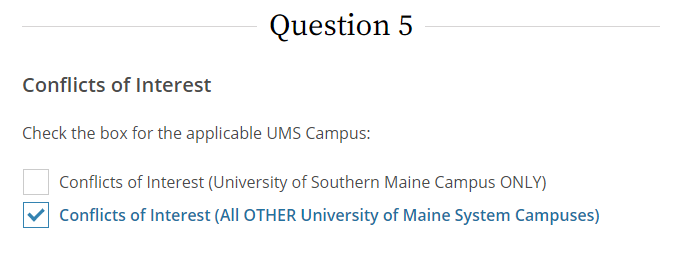 Question 5
Conflicts of Interest
Check the box for the applicable UMS Campus:
Conflicts of Interest (University of Southern Maine Campus ONLY)
Conflicts of Interest (All OTHER University of Maine System Campuses)